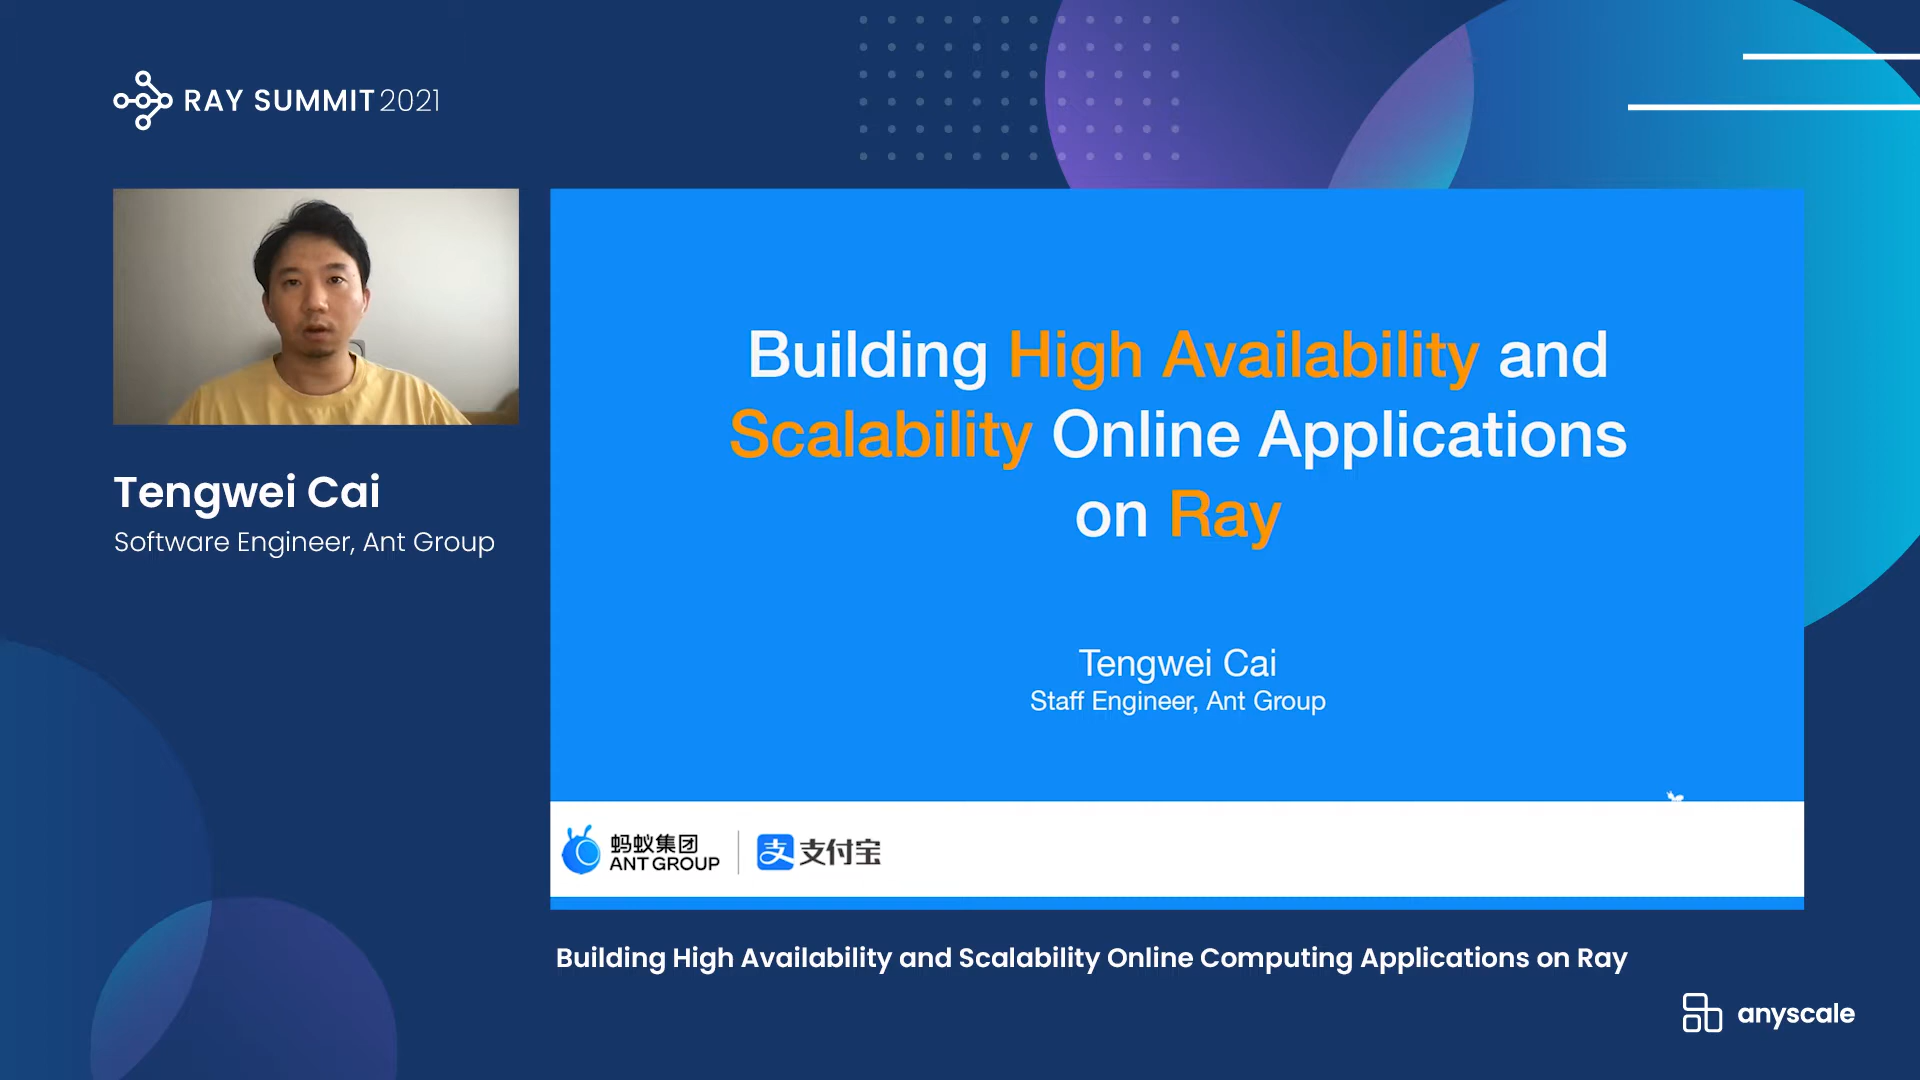 RAY SUMMIT 2021
Tengwei Cai
Software Engineer, Ant Group
Building High Availability and
Scalability Online Applications
on Ray
Tengwei Cai
Staff Engineer, Ant Group
蚂蚁集团
ANT GROUP
支 支付宝
Building High Availability and Scalability Online Computing Applications on Ray
anyscale